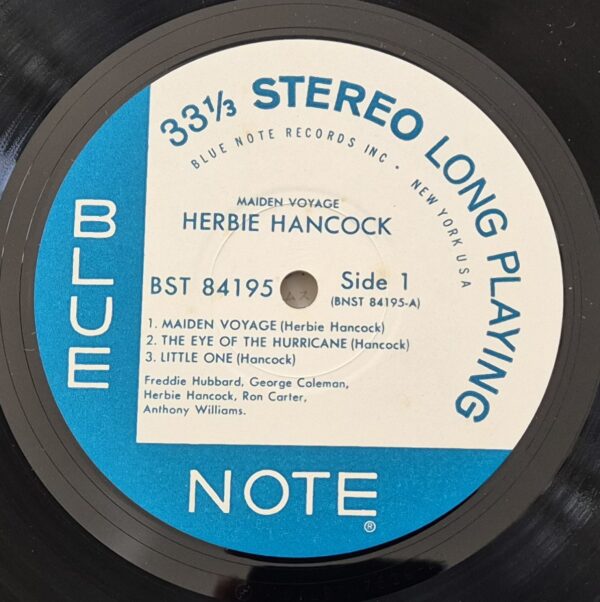 33⅓ STEREO LONG PLAYING
BLUE NOTE RECORDS INC • NEW YORK USA
MAIDEN VOYAGE
HERBIE HANCOCK
BST 84195
Side 1
(BNST 84195-A)
1. MAIDEN VOYAGE (Herbie Hancock)
2. THE EYE OF THE HURRICANE (Hancock)
3. LITTLE ONE (Hancock)
Freddie Hubbard, George Coleman,
Herbie Hancock, Ron Carter,
Anthony Williams.
BLUE
NOTE®